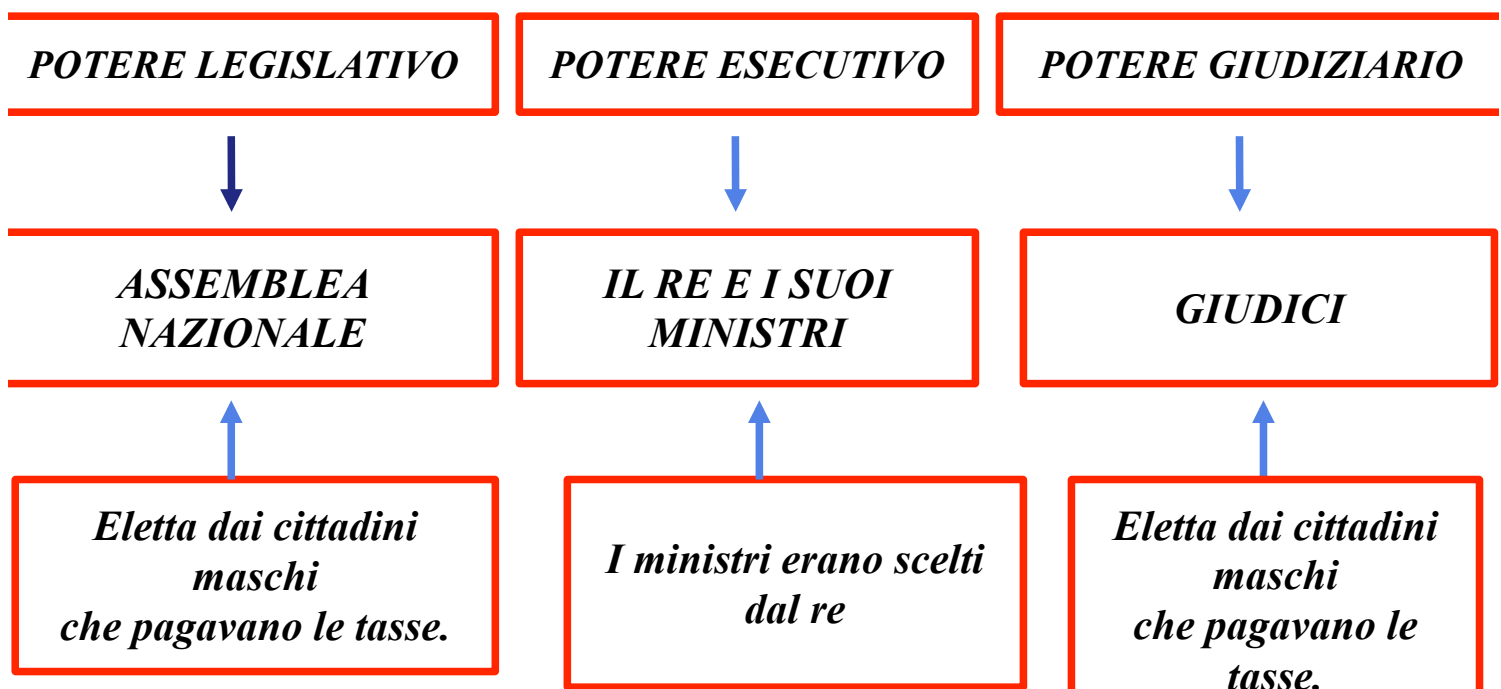 POTERE LEGISLATIVO
POTERE ESECUTIVO
POTERE GIUDIZIARIO
ASSEMBLEA
NAZIONALE
IL RE E I SUOI
MINISTRI
GIUDICI
Eletta dai cittadini
maschi
che pagavano le tasse.
I ministri erano scelti
dal re
Eletta dai cittadini
maschi
che pagavano le
tasse.